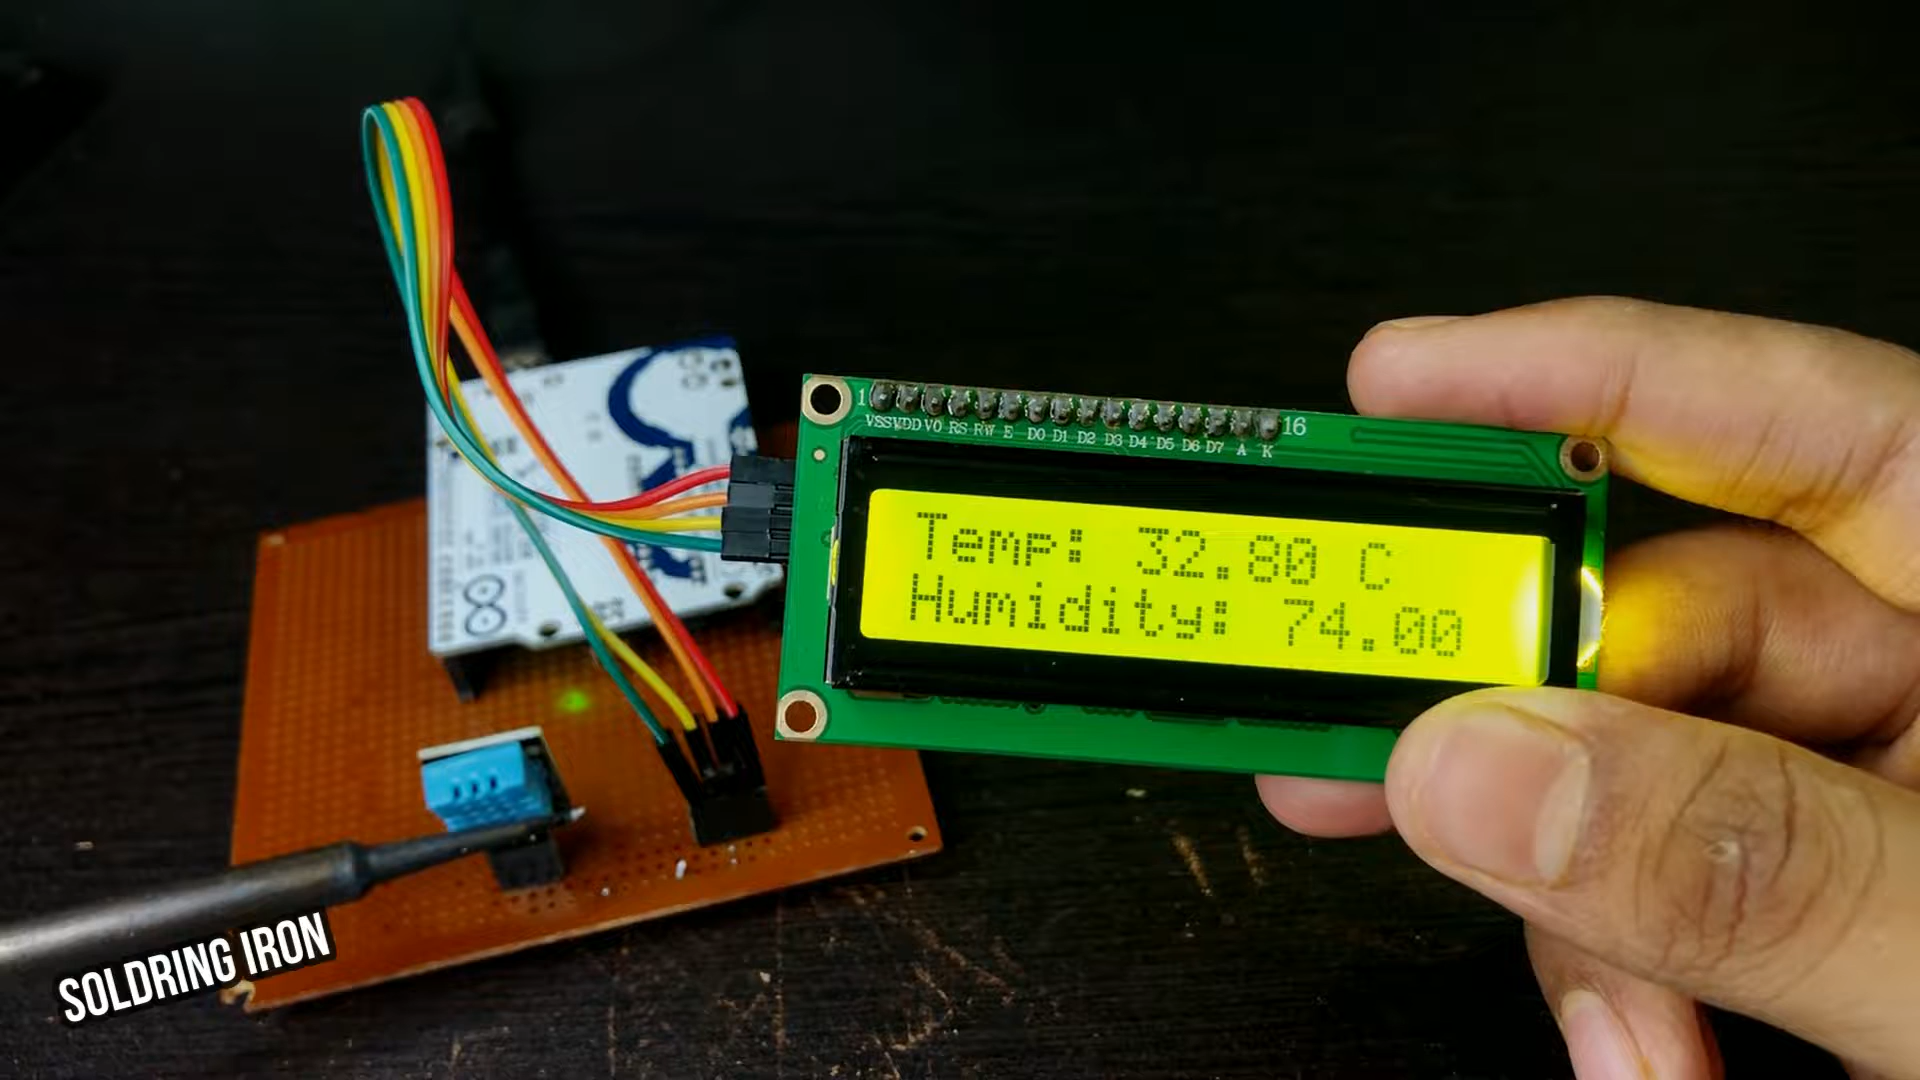 1 16
VSS VDD V0 RS RW E D0 D1 D2 D3 D4 D5 D6 D7 A K
Temp: 32.80 C
Humidity: 74.00
SOLDRING IRON